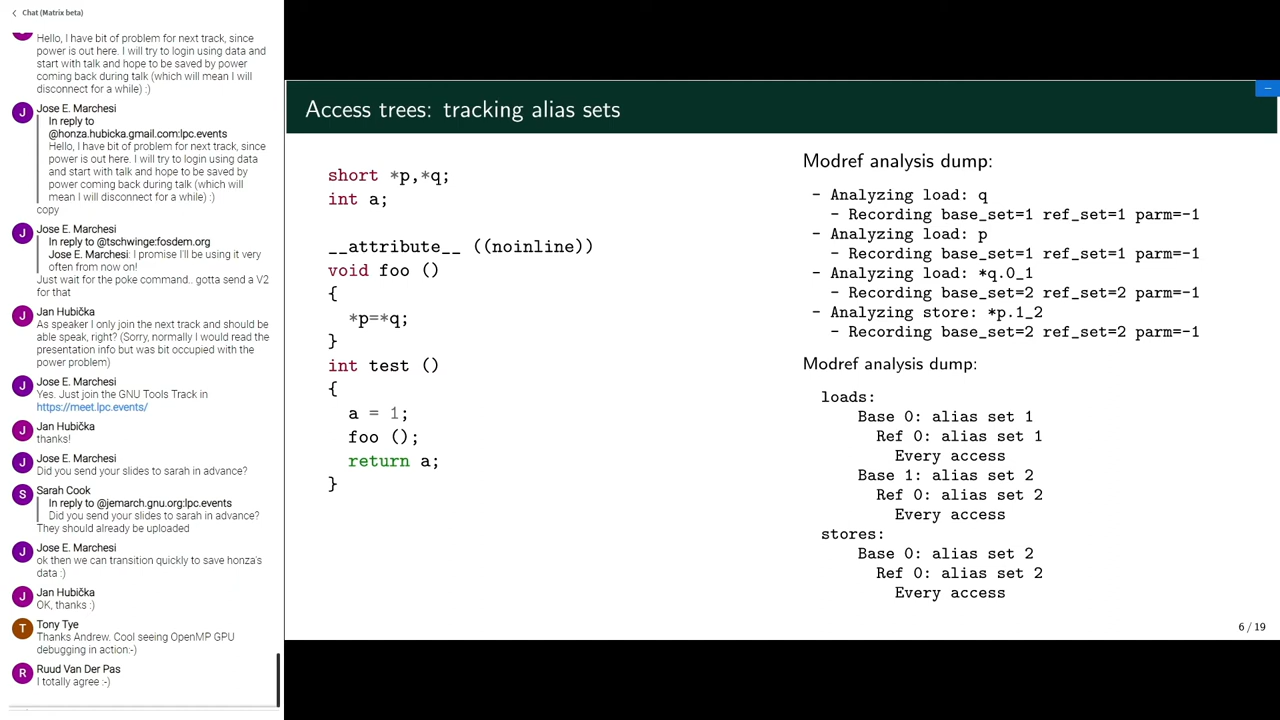 Chat (Matrix beta)
Hello, I have bit of problem for next track, since
power is out here. I will try to login using data and
start with talk and hope to be saved by power
coming back during talk (which will mean I will
disconnect for a while) :)
J
Jose E. Marchesi
In reply to
@honza.hubicka.gmail.com:lpc.events
Hello, I have bit of problem for next track, since
power is out here. I will try to login using data
and start with talk and hope to be saved by
power coming back during talk (which will
mean I will disconnect for a while) :)
copy
J
Jose E. Marchesi
In reply to @tschwinge:fosdem.org
Jose E. Marchesi: I promise I'll be using it very
often from now on!
Just wait for the poke command.. gotta send a V2
for that
J
Jan Hubička
As speaker I only join the next track and should be
able speak, right? (Sorry, normally I would read the
presentation info but was bit occupied with the
power problem)
J
Jose E. Marchesi
Yes. Just join the GNU Tools Track in
https://meet.lpc.events/
J
Jan Hubička
thanks!
J
Jose E. Marchesi
Did you send your slides to sarah in advance?
S
Sarah Cook
In reply to @jemarch.gnu.org:lpc.events
Did you send your slides to sarah in advance?
They should already be uploaded
J
Jose E. Marchesi
ok then we can transition quickly to save honza's
data :)
J
Jan Hubička
OK, thanks :)
T
Tony Tye
Thanks Andrew. Cool seeing OpenMP GPU
debugging in action:-)
R
Ruud Van Der Pas
I totally agree :-)
Access trees: tracking alias sets
short *p,*q;
int a;
__attribute__ ((noinline))
void foo ()
{
*p=*q;
}
int test ()
{
a = 1;
foo ();
return a;
}
Modref analysis dump:
- Analyzing load: q
- Recording base_set=1 ref_set=1 parm=-1
- Analyzing load: p
- Recording base_set=1 ref_set=1 parm=-1
- Analyzing load: *q.0_1
- Recording base_set=2 ref_set=2 parm=-1
- Analyzing store: *p.1_2
- Recording base_set=2 ref_set=2 parm=-1
Modref analysis dump:
loads:
Base 0: alias set 1
Ref 0: alias set 1
Every access
Base 1: alias set 2
Ref 0: alias set 2
Every access
stores:
Base 0: alias set 2
Ref 0: alias set 2
Every access
6 / 19